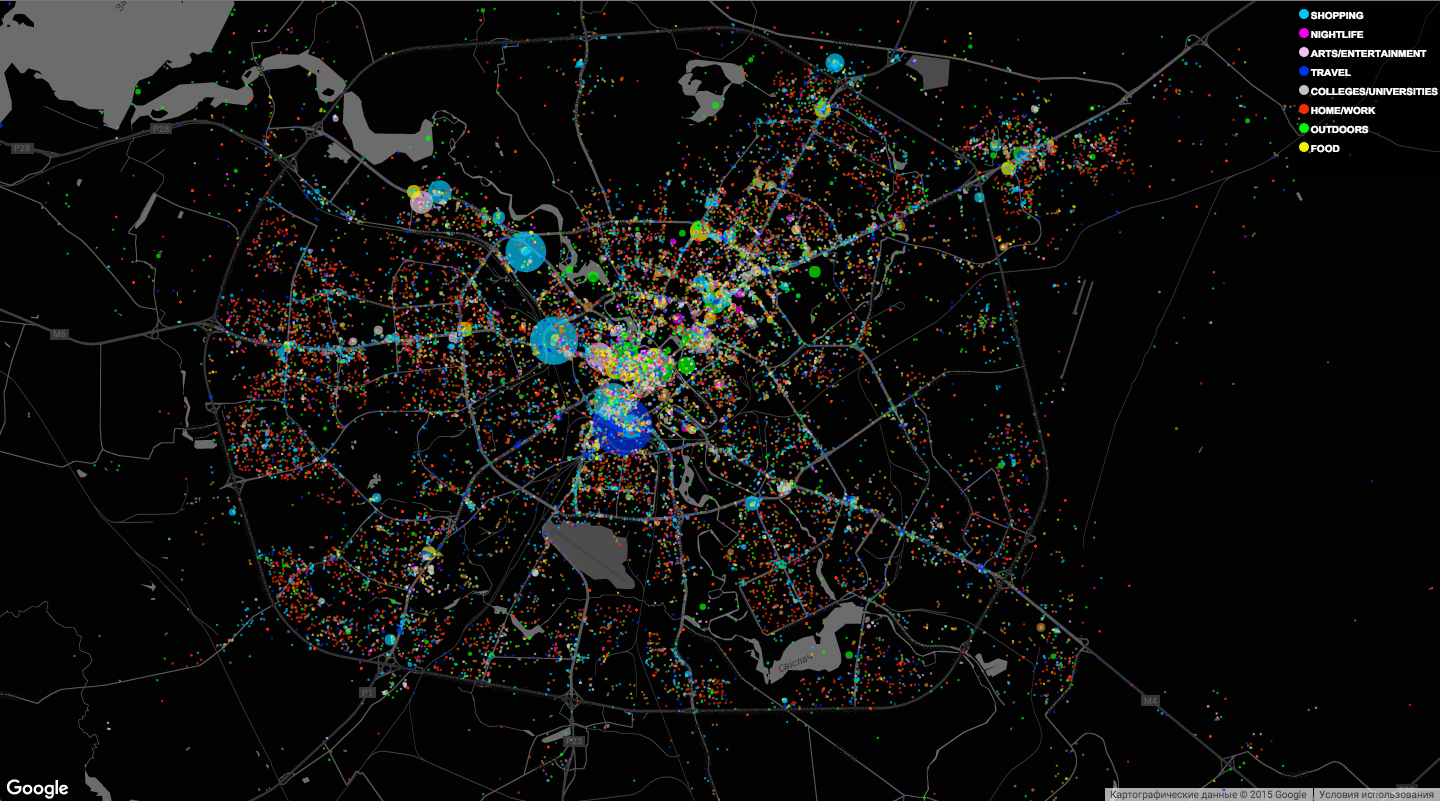 SHOPPING
NIGHTLIFE
ARTS/ENTERTAINMENT
TRAVEL
COLLEGES/UNIVERSITIES
HOME/WORK
OUTDOORS
FOOD
P28
P28
M6
Свіслач
P1
M4
P23
Google
Картографические данные © 2015 Google
Условия использования